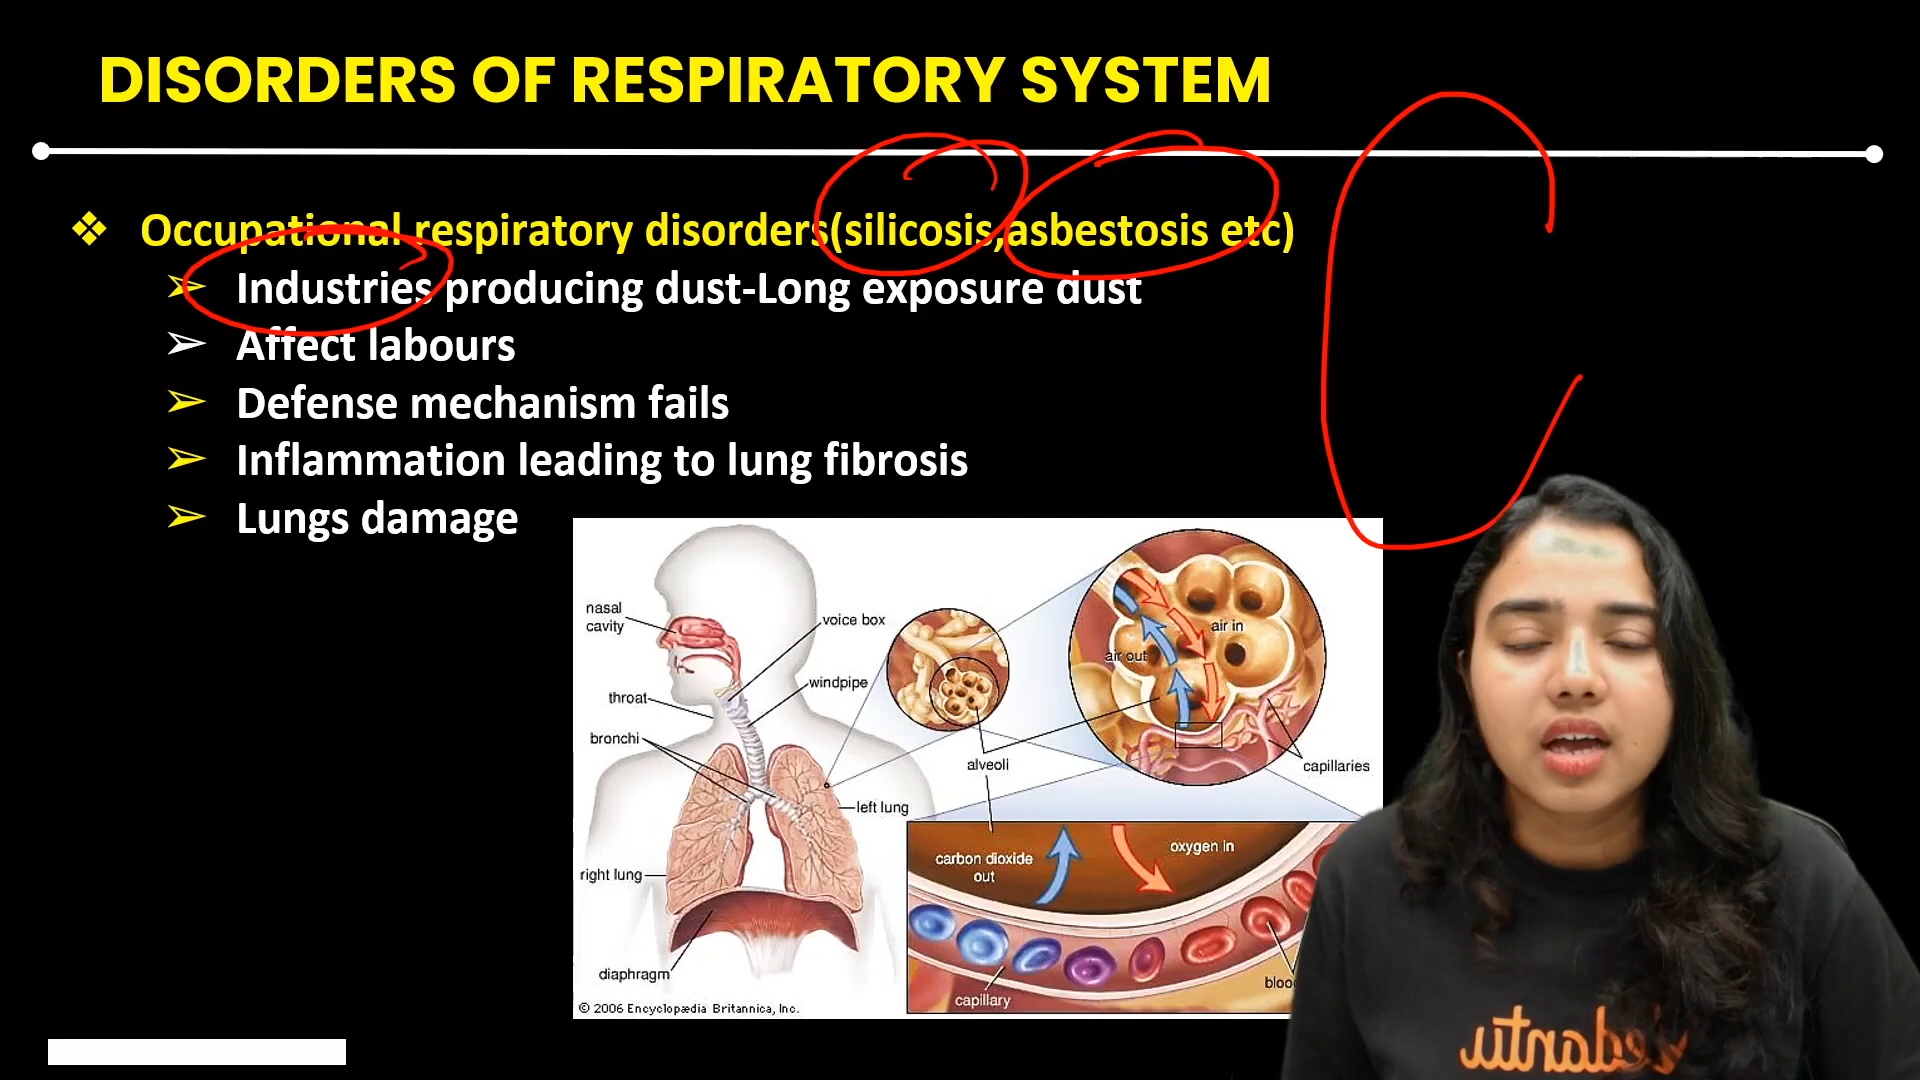 DISORDERS OF RESPIRATORY SYSTEM
❖ Occupational respiratory disorders(silicosis,asbestosis etc)
➢ Industries producing dust-Long exposure dust
➢ Affect labours
➢ Defense mechanism fails
➢ Inflammation leading to lung fibrosis
➢ Lungs damage
nasal
cavity
voice box
air in
air out
windpipe
throat
bronchi
alveoli
capillaries
left lung
carbon dioxide
out
oxygen in
right lung
diaphragm
capillary
© 2006 Encyclopædia Britannica, Inc.